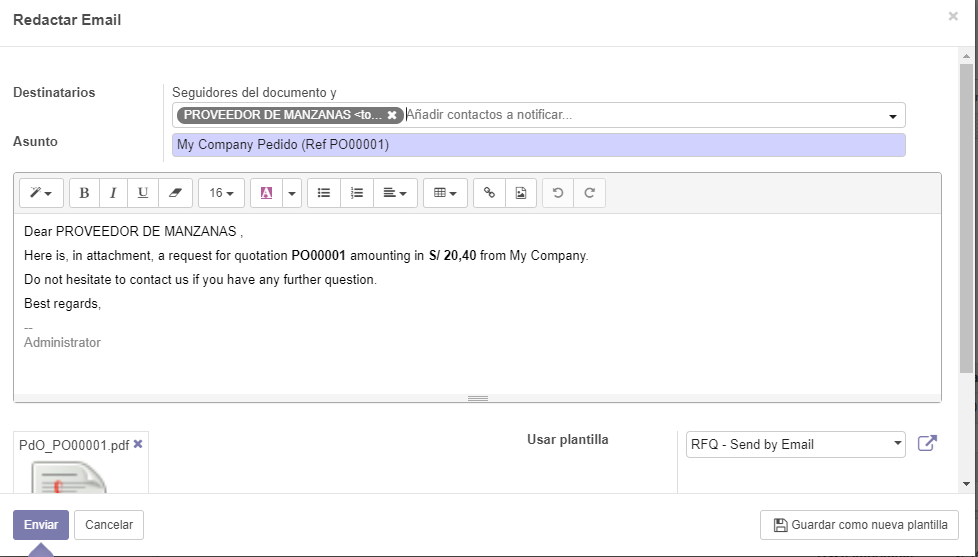 Redactar Email
×
Destinatarios
Seguidores del documento y
PROVEEDOR DE MANZANAS <to... ✖ Añadir contactos a notificar...
Asunto
My Company Pedido (Ref PO00001)
B I U 16 A
Dear PROVEEDOR DE MANZANAS ,
Here is, in attachment, a request for quotation PO00001 amounting in S/ 20,40 from My Company.
Do not hesitate to contact us if you have any further question.
Best regards,
--
Administrator
PdO_PO00001.pdf ✖
Usar plantilla
RFQ - Send by Email
Enviar
Cancelar
Guardar como nueva plantilla